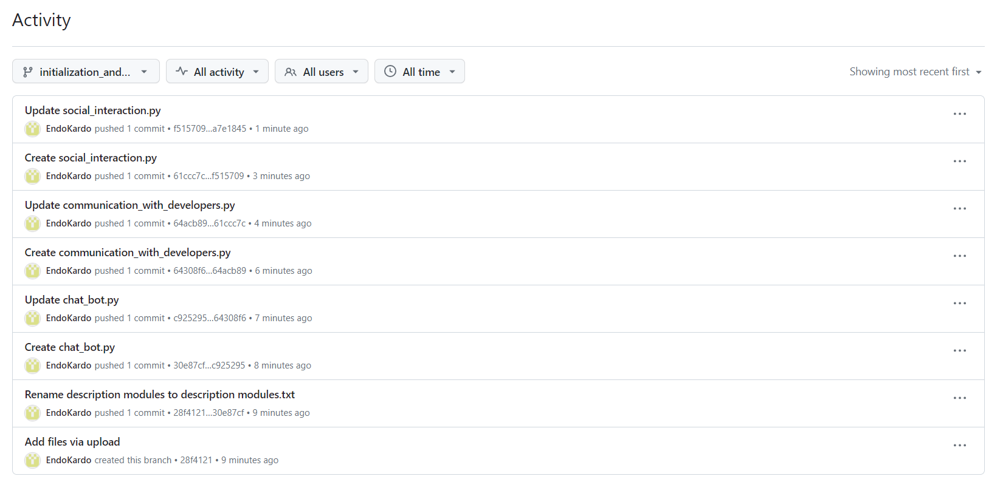 Activity
initialization_and... All activity All users All time Showing most recent first
Update social_interaction.py
EndoKardo pushed 1 commit • f515709...a7e1845 • 1 minute ago
Create social_interaction.py
EndoKardo pushed 1 commit • 61ccc7c...f515709 • 3 minutes ago
Update communication_with_developers.py
EndoKardo pushed 1 commit • 64acb89...61ccc7c • 4 minutes ago
Create communication_with_developers.py
EndoKardo pushed 1 commit • 64308f6...64acb89 • 6 minutes ago
Update chat_bot.py
EndoKardo pushed 1 commit • c925295...64308f6 • 7 minutes ago
Create chat_bot.py
EndoKardo pushed 1 commit • 30e87cf...c925295 • 8 minutes ago
Rename description modules to description modules.txt
EndoKardo pushed 1 commit • 28f4121...30e87cf • 9 minutes ago
Add files via upload
EndoKardo created this branch • 28f4121 • 9 minutes ago